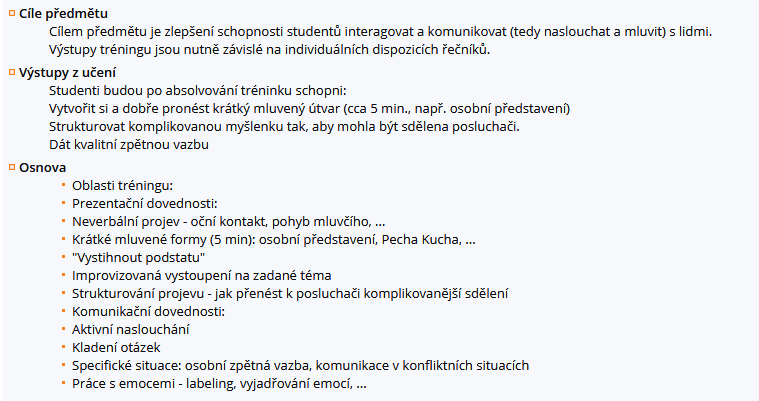 Cíle předmětu
Cílem předmětu je zlepšení schopnosti studentů interagovat a komunikovat (tedy naslouchat a mluvit) s lidmi.
Výstupy tréningu jsou nutně závislé na individuálních dispozicích řečníků.
Výstupy z učení
Studenti budou po absolvování tréninku schopni:
Vytvořit si a dobře pronést krátký mluvený útvar (cca 5 min., např. osobní představení)
Strukturovat komplikovanou myšlenku tak, aby mohla být sdělena posluchači.
Dát kvalitní zpětnou vazbu
Osnova
Oblasti tréningu:
Prezentační dovednosti:
Neverbální projev - oční kontakt, pohyb mluvčího, ...
Krátké mluvené formy (5 min): osobní představení, Pecha Kucha, ...
"Vystihnout podstatu"
Improvizovaná vystoupení na zadané téma
Strukturování projevu - jak přenést k posluchači komplikovanější sdělení
Komunikační dovednosti:
Aktivní naslouchání
Kladení otázek
Specifické situace: osobní zpětná vazba, komunikace v konfliktních situacích
Práce s emocemi - labeling, vyjadřování emocí, ...